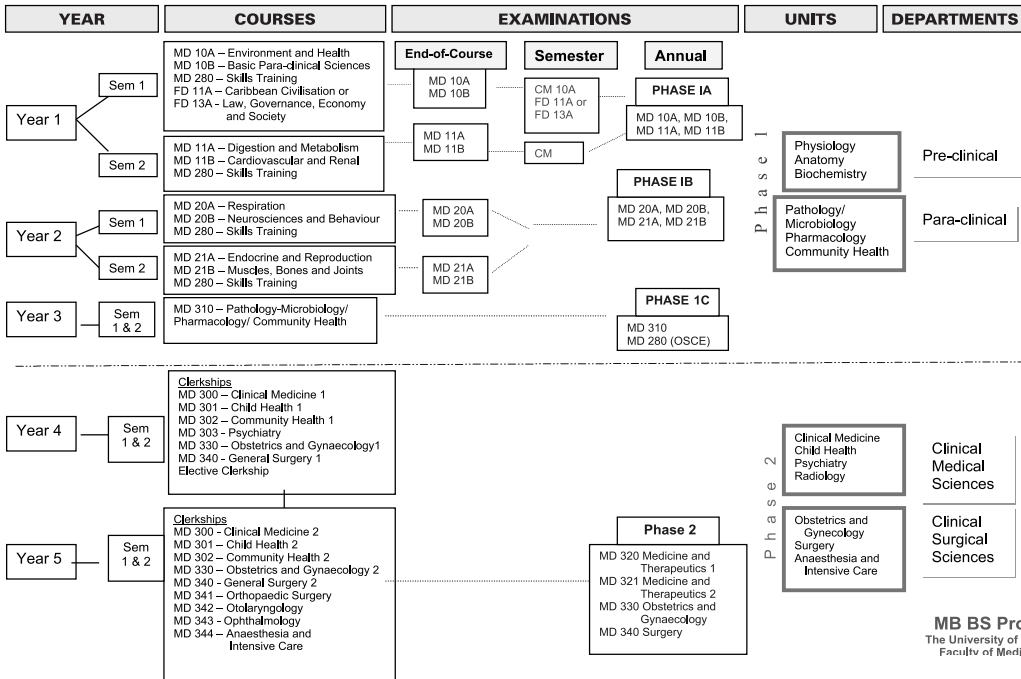 YEAR
COURSES
EXAMINATIONS
UNITS
DEPARTMENTS
End-of-Course
Semester
Annual
Year 1
Sem 1
MD 10A – Environment and Health
MD 10B – Basic Para-clinical Sciences
MD 280 – Skills Training
FD 11A – Caribbean Civilisation or
FD 13A - Law, Governance, Economy
and Society
MD 10A
MD 10B
CM 10A
FD 11A or
FD 13A
PHASE IA
MD 10A, MD 10B,
MD 11A, MD 11B
Sem 2
MD 11A – Digestion and Metabolism
MD 11B – Cardiovascular and Renal
MD 280 – Skills Training
MD 11A
MD 11B
CM
Year 2
Sem 1
MD 20A – Respiration
MD 20B – Neurosciences and Behaviour
MD 280 – Skills Training
MD 20A
MD 20B
PHASE IB
MD 20A, MD 20B,
MD 21A, MD 21B
Sem 2
MD 21A – Endocrine and Reproduction
MD 21B – Muscles, Bones and Joints
MD 280 – Skills Training
MD 21A
MD 21B
Year 3
Sem
1 & 2
MD 310 – Pathology-Microbiology/
Pharmacology/ Community Health
PHASE 1C
MD 310
MD 280 (OSCE)
Phase 1
Physiology
Anatomy
Biochemistry
Pre-clinical
Pathology/
Microbiology
Pharmacology
Community Health
Para-clinical
Year 4
Sem
1 & 2
Clerkships
MD 300 – Clinical Medicine 1
MD 301 – Child Health 1
MD 302 – Community Health 1
MD 303 - Psychiatry
MD 330 – Obstetrics and Gynaecology1
MD 340 – General Surgery 1
Elective Clerkship
Year 5
Sem
1 & 2
Clerkships
MD 300 - Clinical Medicine 2
MD 301 – Child Health 2
MD 302 – Community Health 2
MD 330 – Obstetrics and Gynaecology 2
MD 340 - General Surgery 2
MD 341 – Orthopaedic Surgery
MD 342 – Otolaryngology
MD 343 – Ophthalmology
MD 344 – Anaesthesia and
Intensive Care
Phase 2
MD 320 Medicine and
Therapeutics 1
MD 321 Medicine and
Therapeutics 2
MD 330 Obstetrics and
Gynaecology
MD 340 Surgery
Phase 2
Clinical Medicine
Child Health
Psychiatry
Radiology
Clinical
Medical
Sciences
Obstetrics and
Gynecology
Surgery
Anaesthesia and
Intensive Care
Clinical
Surgical
Sciences
MB BS Pro
The University of
Faculty of Medi